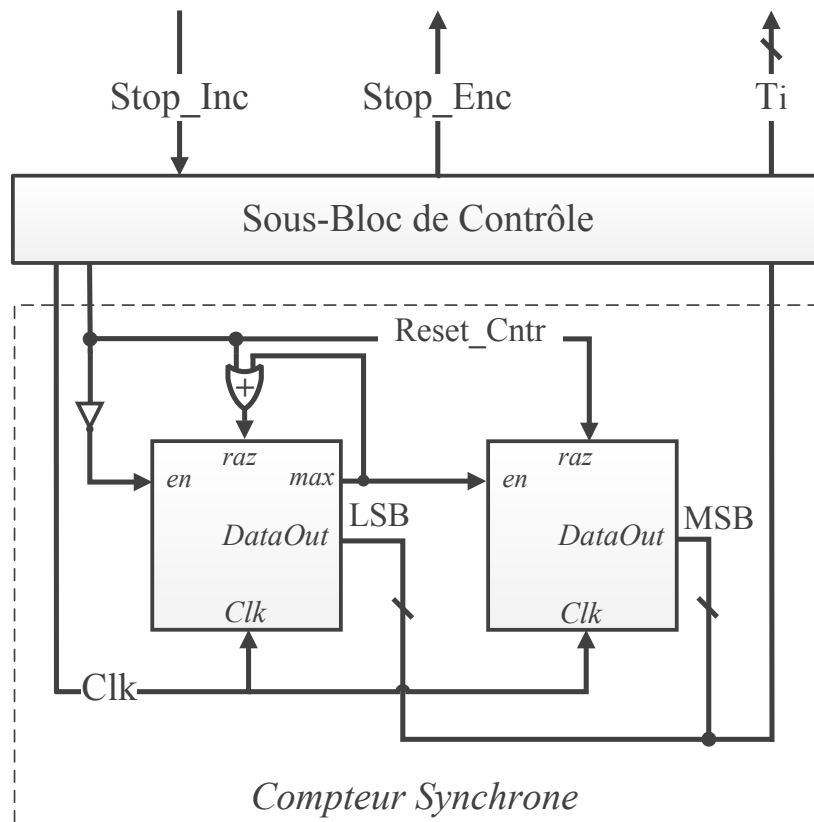 Stop_Inc
Stop_Enc
Ti
Sous-Bloc de Contrôle
Reset_Cntr
+
raz
en
max
DataOut
Clk
LSB
raz
en
DataOut
Clk
MSB
Clk
Compteur Synchrone